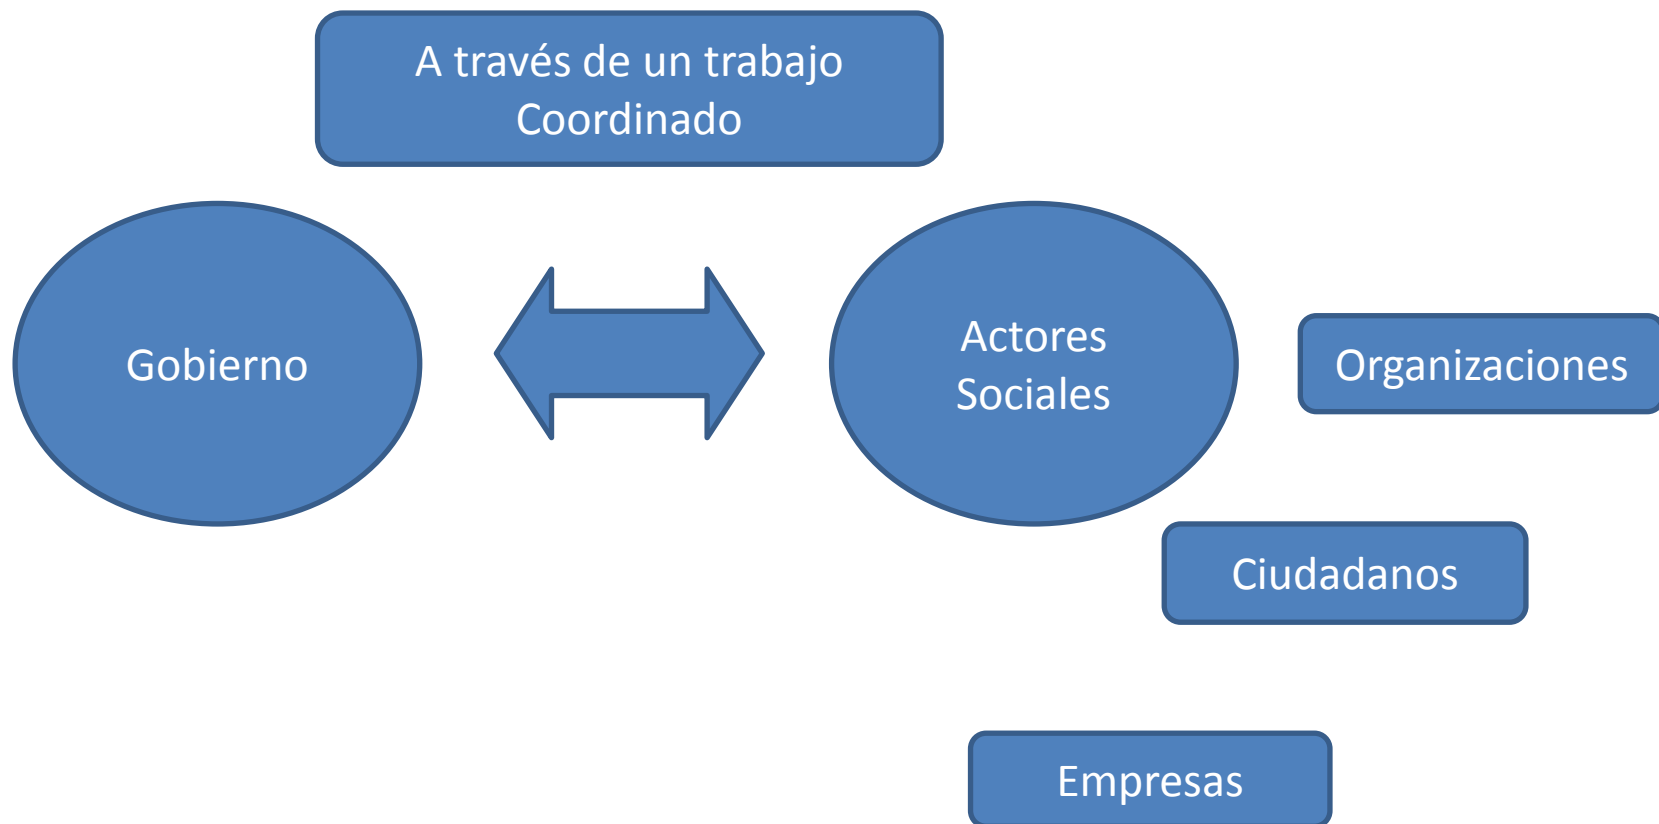 A través de un trabajo
Coordinado
Gobierno
Actores
Sociales
Organizaciones
Ciudadanos
Empresas